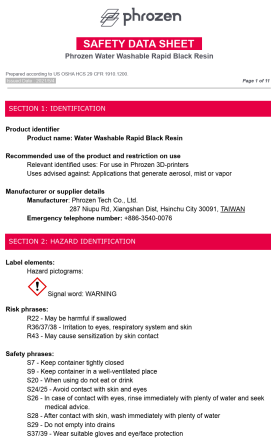 phrozen
SAFETY DATA SHEET
Phrozen Water Washable Rapid Black Resin
Prepared according to US OSHA HCS 29 CFR 1910.1200.
Page 1 of 11
SECTION 1: IDENTIFICATION
Product identifier
Product name: Water Washable Rapid Black Resin
Recommended use of the product and restriction on use
Relevant identified uses: For use in Phrozen 3D-printers
Uses advised against: Applications that generate aerosol, mist or vapor
Manufacturer or supplier details
Manufacturer: Phrozen Tech Co., Ltd.
287 Niupu Rd, Xiangshan Dist, Hsinchu City 30091, TAIWAN
Emergency telephone number: +886-3540-0076
SECTION 2: HAZARD IDENTIFICATION
Label elements:
Hazard pictograms:
Signal word: WARNING
Risk phrases:
R22 - May be harmful if swallowed
R36/37/38 - Irritation to eyes, respiratory system and skin
R43 - May cause sensitization by skin contact
Safety phrases:
S7 - Keep container tightly closed
S9 - Keep container in a well-ventilated place
S20 - When using do not eat or drink
S24/25 - Avoid contact with skin and eyes
S26 - In case of contact with eyes, rinse immediately with plenty of water and seek
medical advice.
S28 - After contact with skin, wash immediately with plenty of water
S29 - Do not empty into drains
S37/39 - Wear suitable gloves and eye/face protection